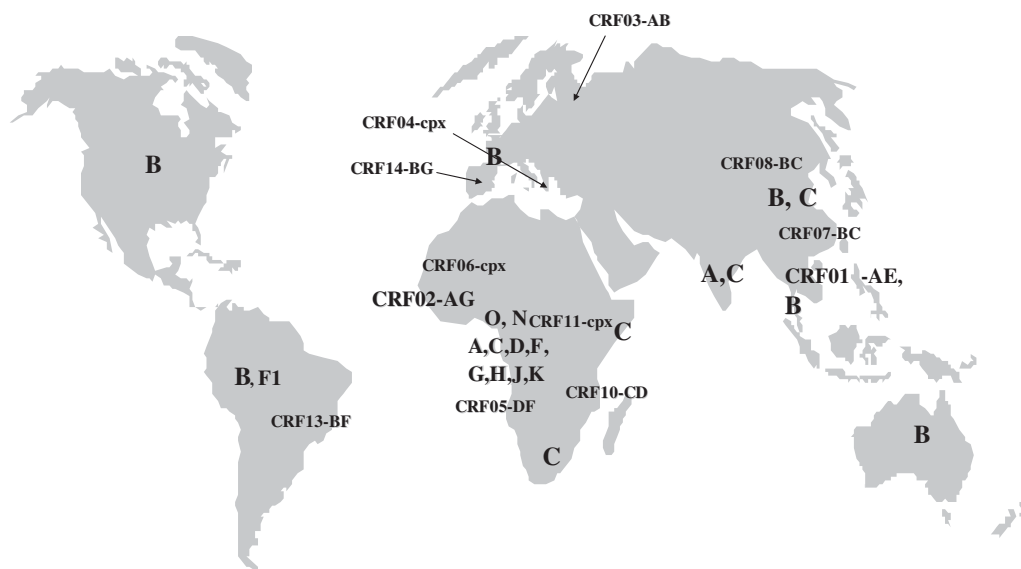 CRF03-AB
CRF04-cpx
B
B
CRF14-BG
CRF08-BC
B, C
CRF07-BC
CRF06-cpx
A,C
CRF01 -AE,
B
CRF02-AG
O, N
CRF11-cpx
C
A,C,D,F,
G,H,J,K
B, F1
CRF10-CD
CRF05-DF
CRF13-BF
B
C